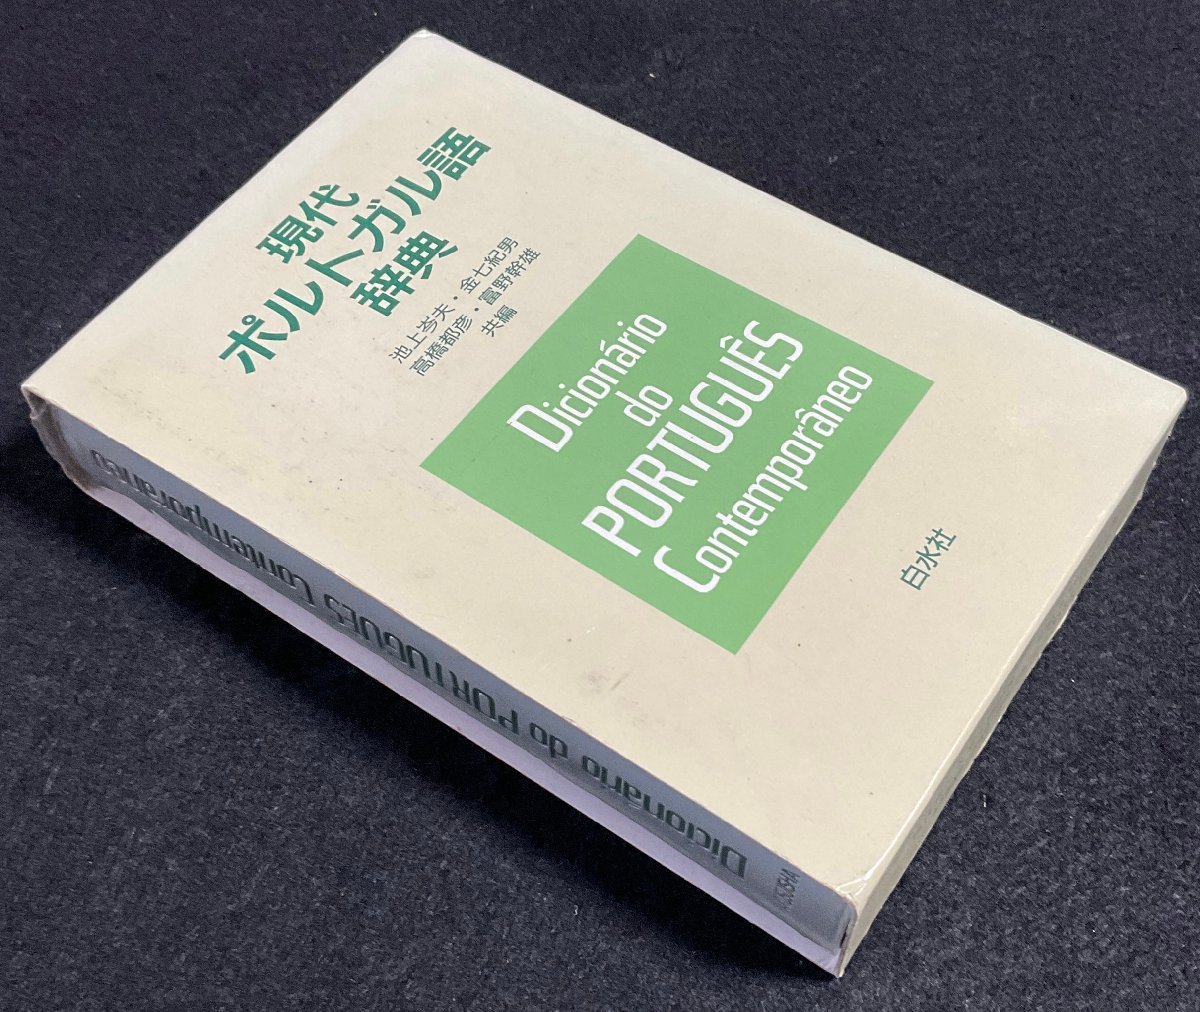 現代
ポルトガル語
辞典
池上岑夫・金七紀男
高橋都彦・富野幹雄
共編
Dicionário
do
PORTUGUÊS
Contemporâneo
白水社
Dicionário do PORTUGUÊS Contemporâneo